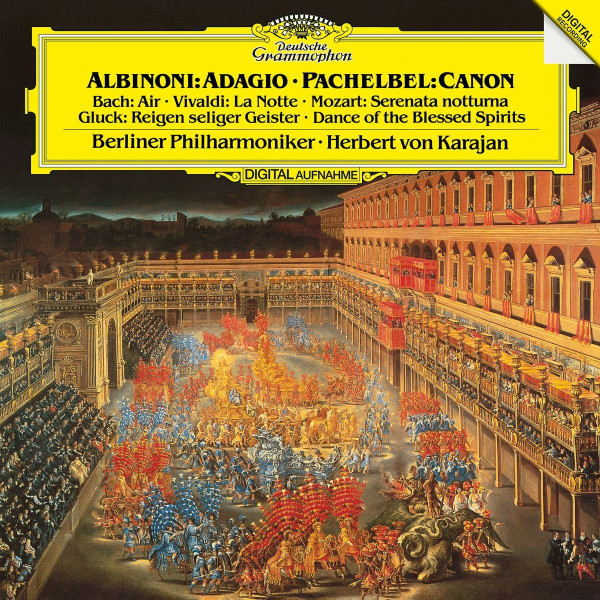 DIGITAL
RECORDING
Deutsche
Grammophon
ALBINONI: ADAGIO · PACHELBEL: CANON
Bach: Air · Vivaldi: La Notte · Mozart: Serenata notturna
Gluck: Reigen seliger Geister · Dance of the Blessed Spirits
Berliner Philharmoniker · Herbert von Karajan
DIGITAL AUFNAHME